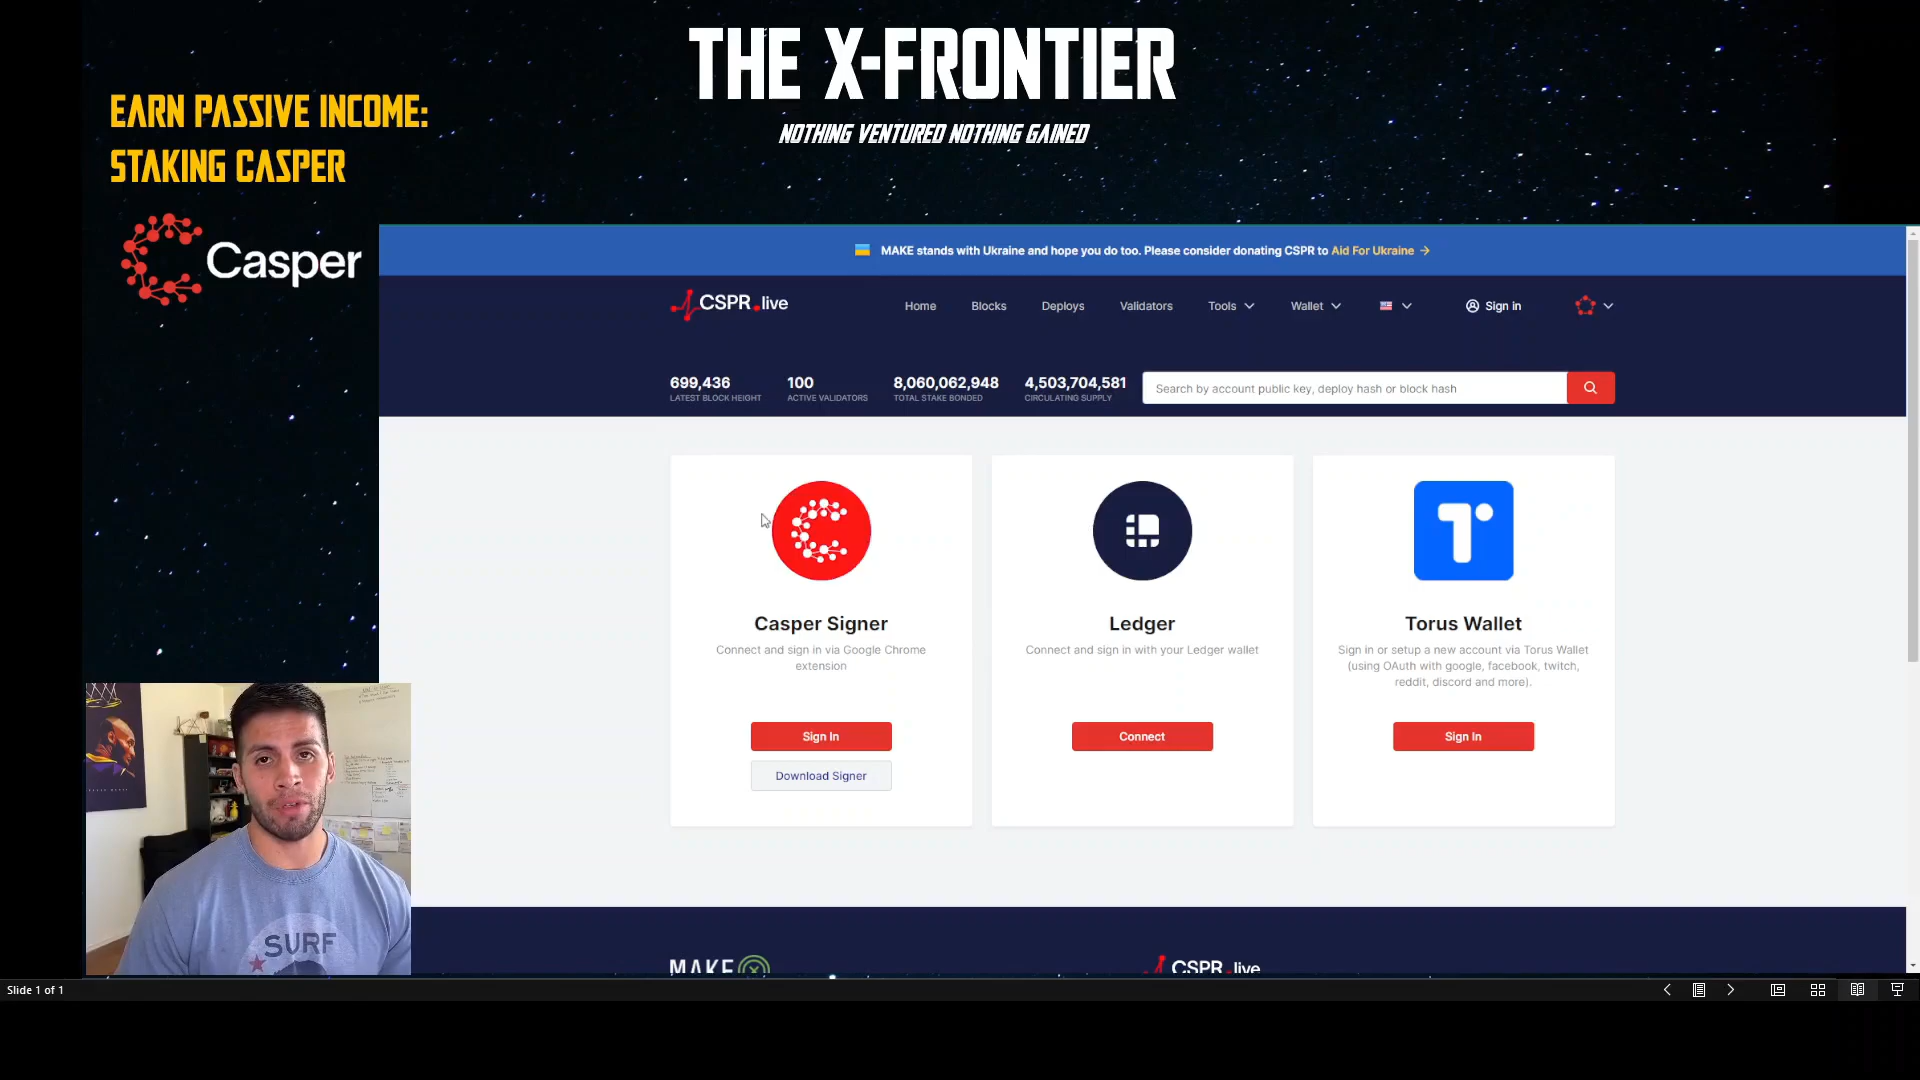 THE X-FRONTIER
NOTHING VENTURED NOTHING GAINED
EARN PASSIVE INCOME:
STAKING CASPER
Casper
MAKE stands with Ukraine and hope you do too. Please consider donating CSPR to Aid For Ukraine →
CSPR.live
Home Blocks Deploys Validators Tools Wallet Sign in
699,436 100 8,060,062,948 4,503,704,581
LATEST BLOCK HEIGHT ACTIVE VALIDATORS TOTAL STAKE BONDED CIRCULATING SUPPLY
Search by account public key, deploy hash or block hash
Casper Signer
Connect and sign in via Google Chrome
extension
Sign In
Download Signer
Ledger
Connect and sign in with your Ledger wallet
Connect
Torus Wallet
Sign in or setup a new account via Torus Wallet
(using OAuth with google, facebook, twitch,
reddit, discord and more).
Sign In
SURF
MAKE
CSPR.live
Slide 1 of 1